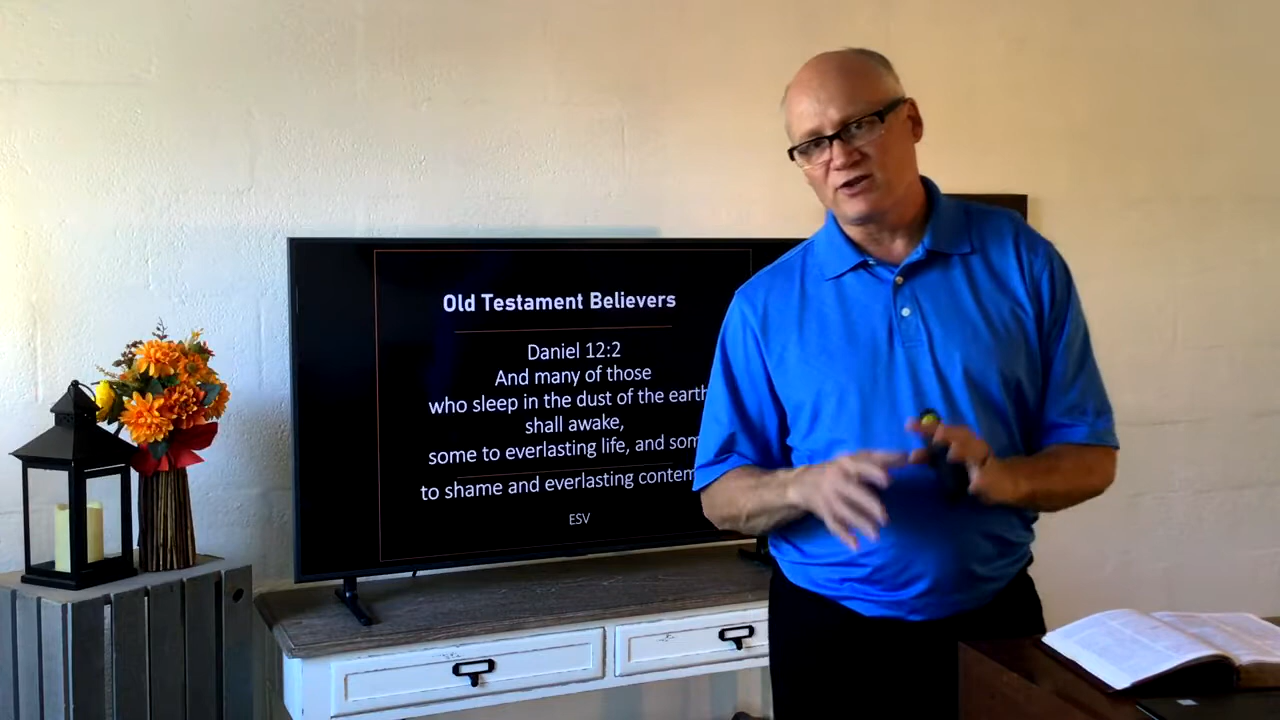 Old Testament Believers
Daniel 12:2
And many of those
who sleep in the dust of the earth
shall awake,
some to everlasting life, and som
to shame and everlasting contem
ESV